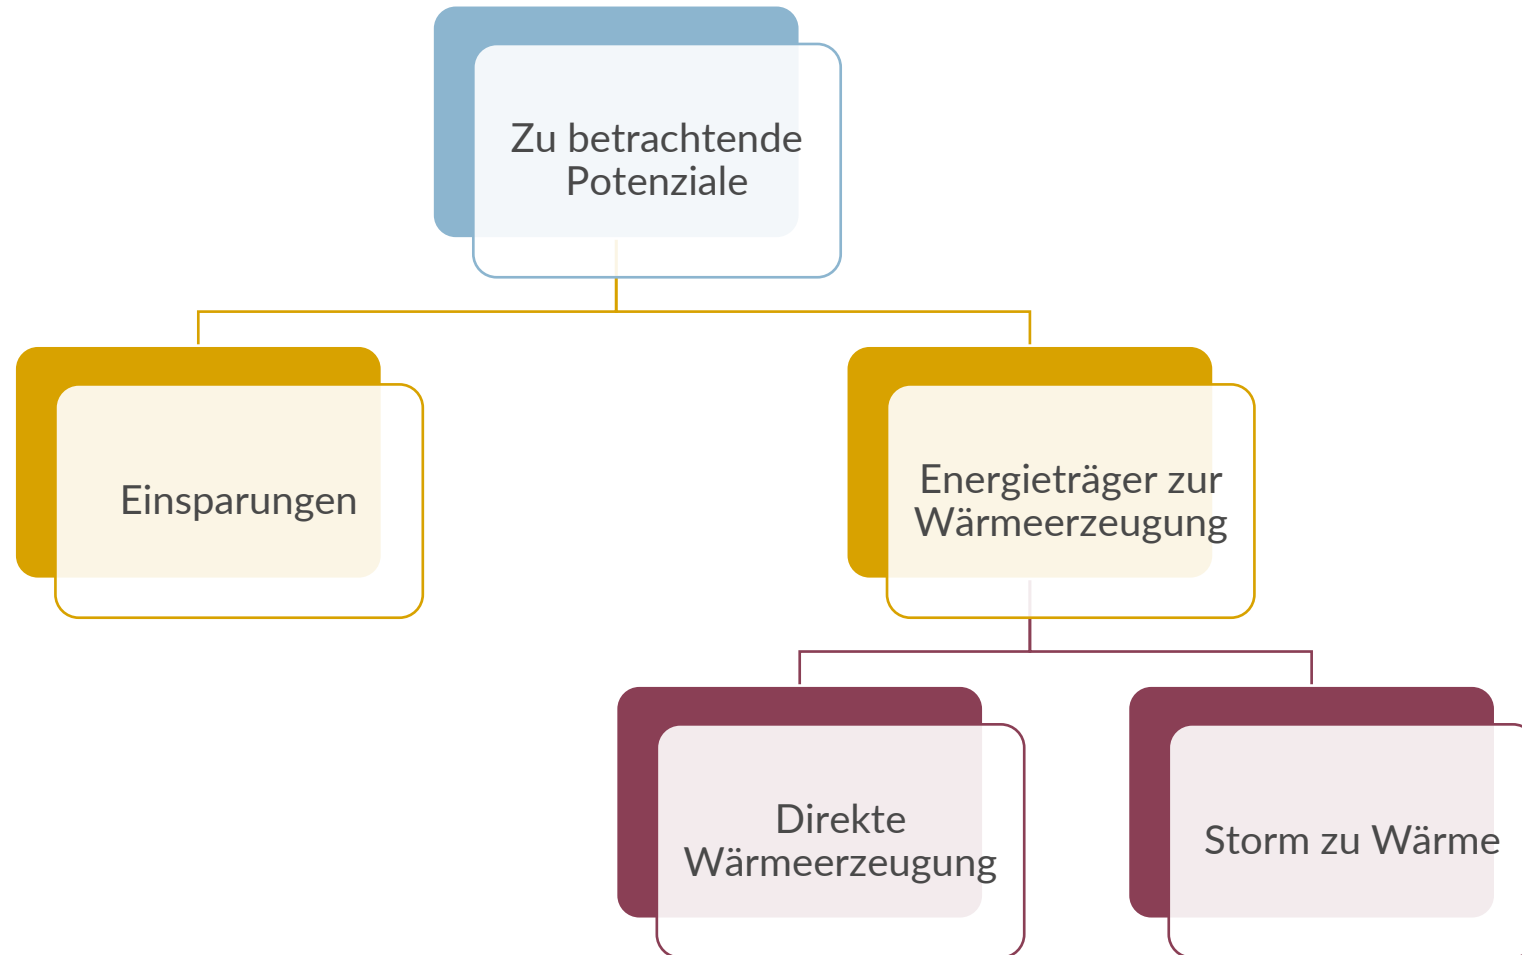 Zu betrachtende
Potenziale
Einsparungen
Energieträger zur
Wärmeerzeugung
Direkte
Wärmeerzeugung
Storm zu Wärme